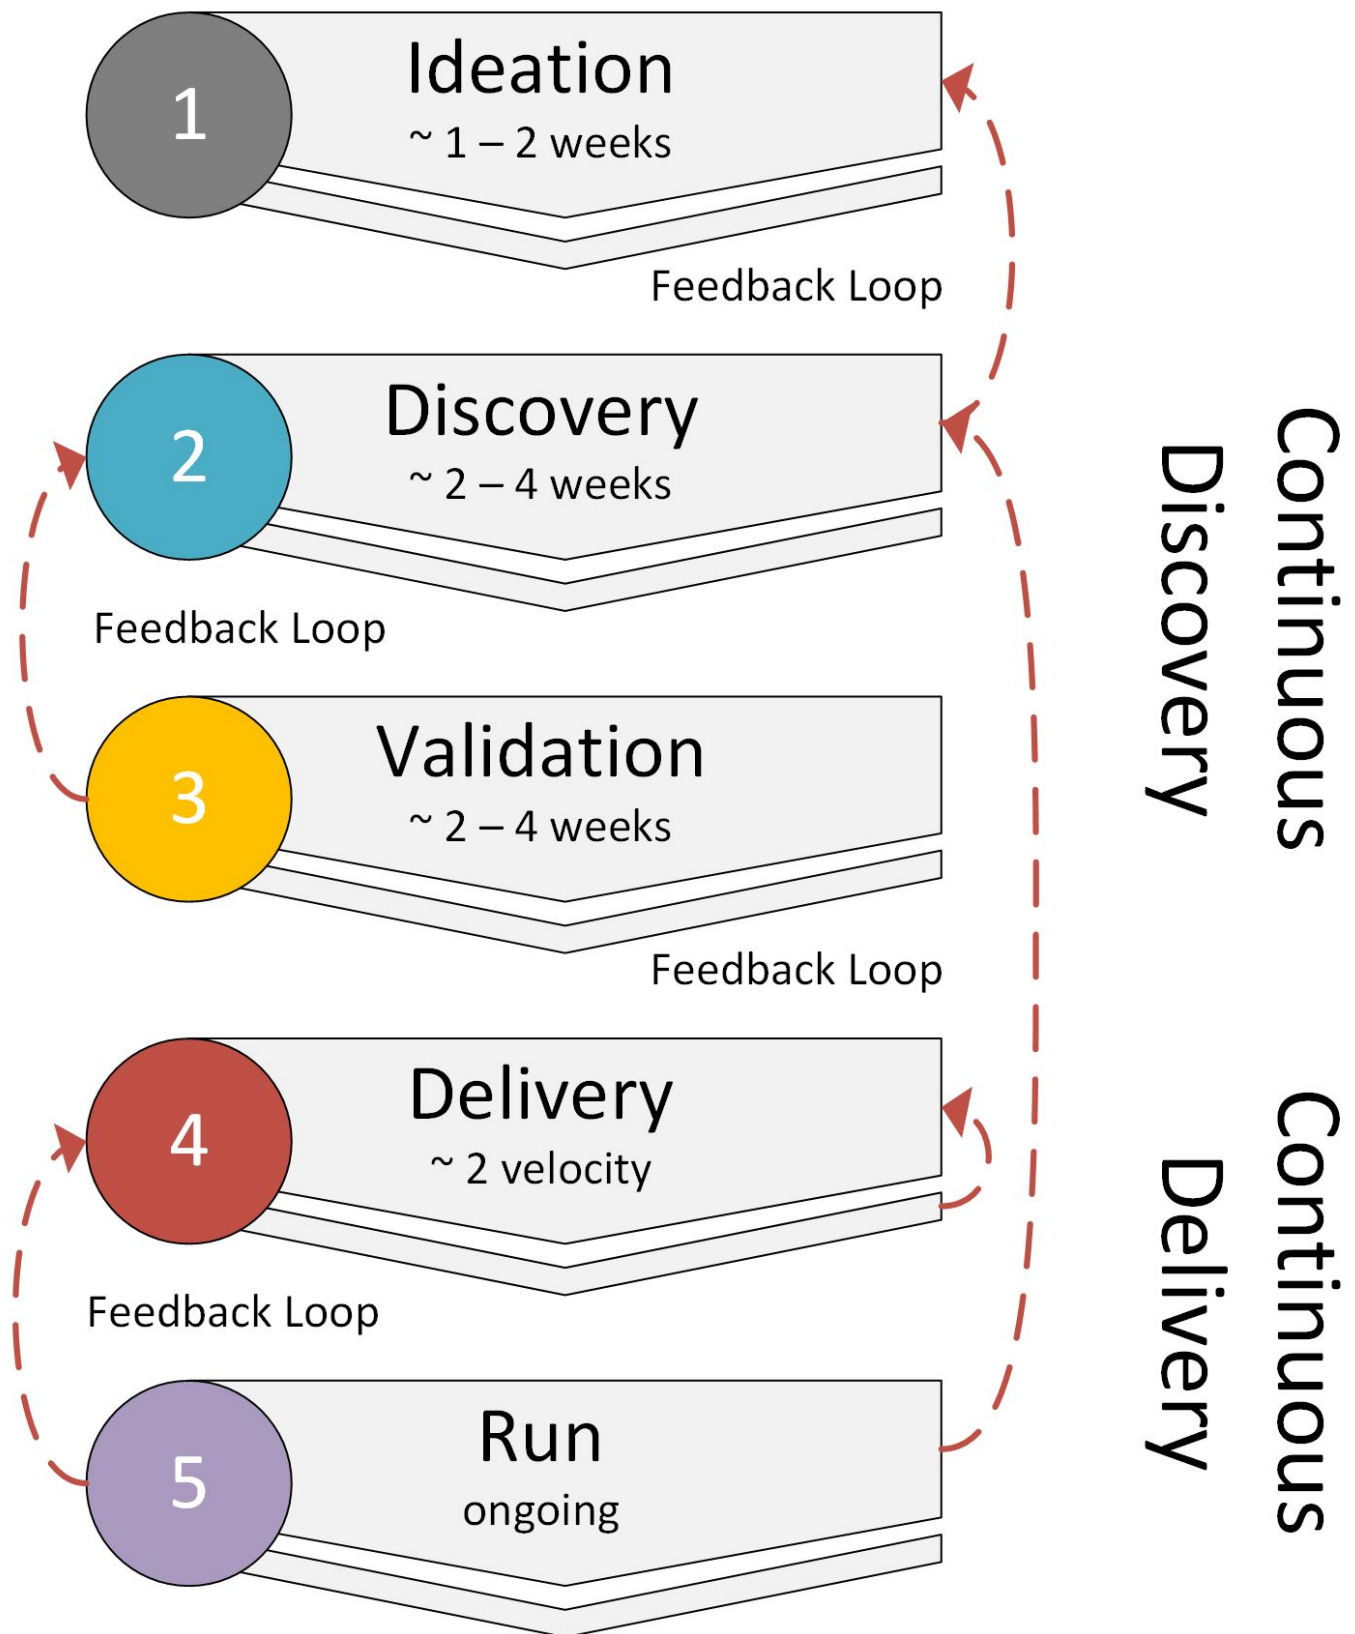 1
Ideation
~ 1 – 2 weeks
Feedback Loop
2
Discovery
~ 2 – 4 weeks
Feedback Loop
3
Validation
~ 2 – 4 weeks
Feedback Loop
4
Delivery
~ 2 velocity
Feedback Loop
5
Run
ongoing
Continuous
Discovery
Continuous
Delivery